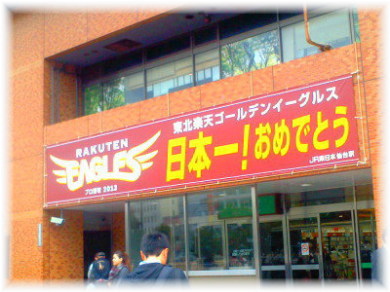 東北楽天ゴールデンイーグルス
RAKUTEN
EAGLES
日本一！おめでとう
プロ野球 2013
JR東日本 仙台駅